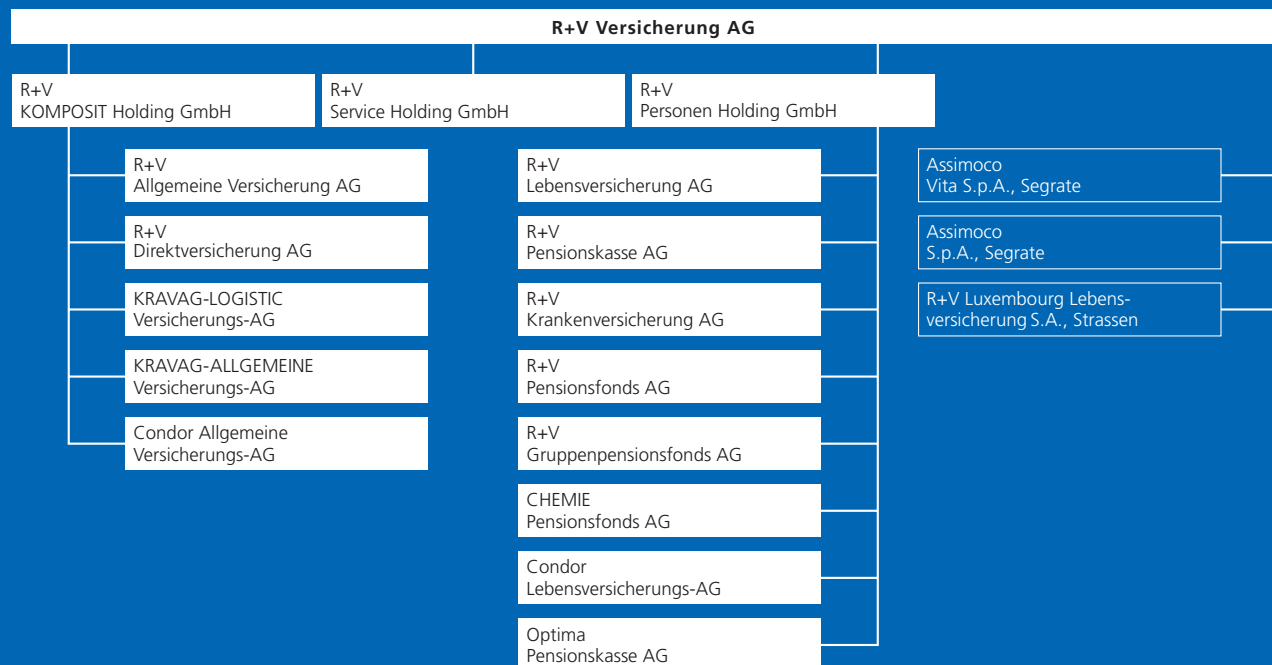 R+V Versicherung AG
R+V
KOMPOSIT Holding GmbH
R+V
Service Holding GmbH
R+V
Personen Holding GmbH
R+V
Allgemeine Versicherung AG
R+V
Direktversicherung AG
KRAVAG-LOGISTIC
Versicherungs-AG
KRAVAG-ALLGEMEINE
Versicherungs-AG
Condor Allgemeine
Versicherungs-AG
R+V
Lebensversicherung AG
R+V
Pensionskasse AG
R+V
Krankenversicherung AG
R+V
Pensionsfonds AG
R+V
Gruppenpensionsfonds AG
CHEMIE
Pensionsfonds AG
Condor
Lebensversicherungs-AG
Optima
Pensionskasse AG
Assimoco
Vita S.p.A., Segrate
Assimoco
S.p.A., Segrate
R+V Luxembourg Lebens-
versicherung S.A., Strassen